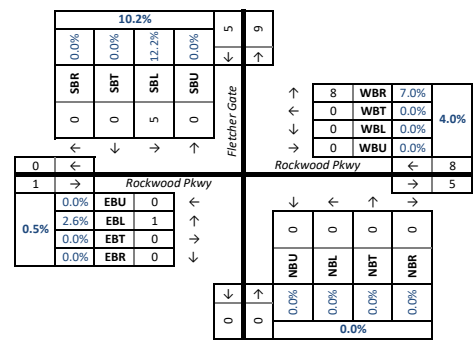 10.2%
5 9
0.0% 0.0% 12.2% 0.0%
↓ ↑
SBR SBT SBL SBU
Fletcher Gate
0 0 5 0
← ↓ → ↑
↑ 8 WBR 7.0%
← 0 WBT 0.0%
4.0%
↓ 0 WBL 0.0%
→ 0 WBU 0.0%
0 ←
Rockwood Pkwy ← 8
1 → Rockwood Pkwy
→ 5
0.5%
0.0% EBU 0 ←
2.6% EBL 1 ↑
0.0% EBT 0 →
0.0% EBR 0 ↓
↓ ← ↑ →
0 0 0 0
NBU NBL NBT NBR
↓ ↑
0.0% 0.0% 0.0% 0.0%
0 0
0.0%